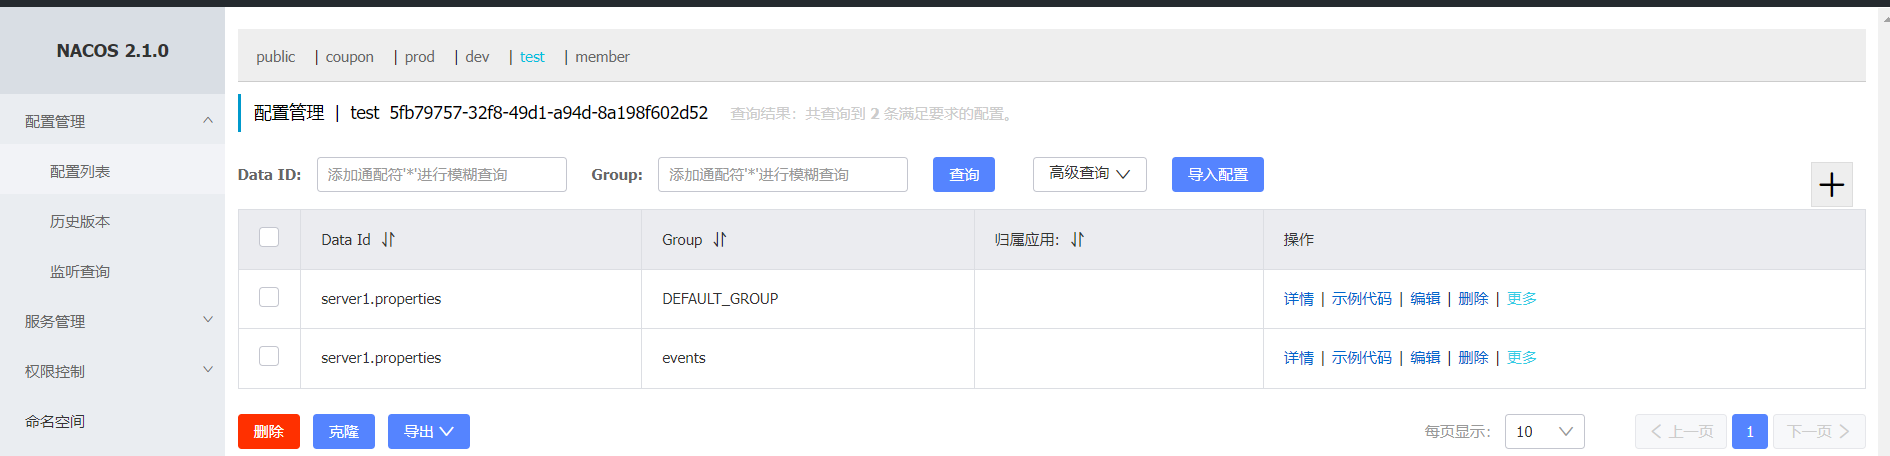 NACOS 2.1.0
public | coupon | prod | dev | test | member
配置管理 | test 5fb79757-32f8-49d1-a94d-8a198f602d52 查询结果：共查询到 2 条满足要求的配置。
配置管理
配置列表
历史版本
监听查询
服务管理
权限控制
命名空间
Data ID: 添加通配符'*'进行模糊查询 Group: 添加通配符'*'进行模糊查询 查询 高级查询 导入配置
Data Id Group 归属应用: 操作
server1.properties DEFAULT_GROUP 详情 | 示例代码 | 编辑 | 删除 | 更多
server1.properties events 详情 | 示例代码 | 编辑 | 删除 | 更多
删除 克隆 导出 每页显示: 10 上一页 1 下一页